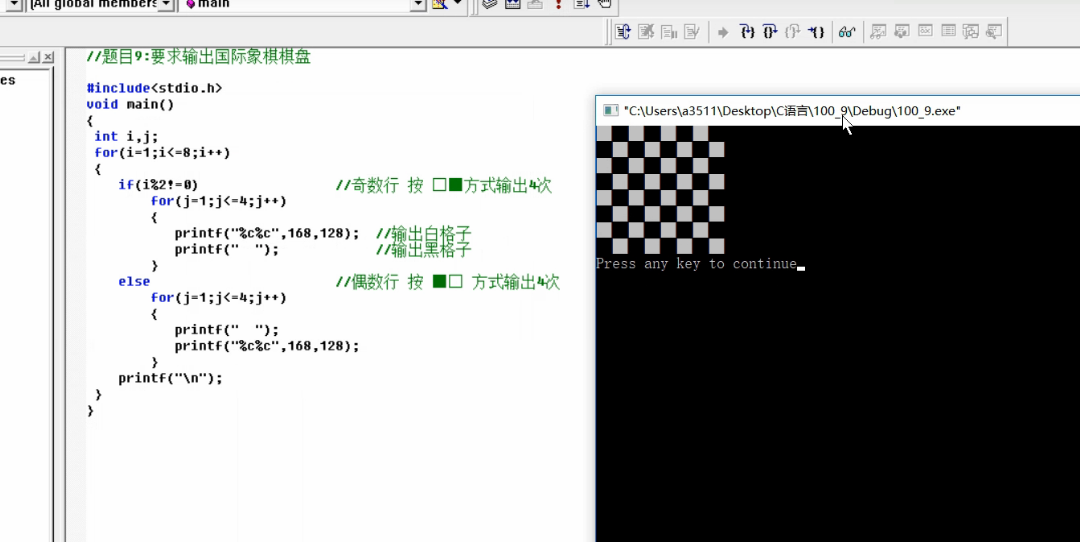 [All global members
main
es
//题目9:要求输出国际象棋棋盘
#include<stdio.h>
void main()
{
int i,j;
for(i=1;i<=8;i++)
{
if(i%2!=0) //奇数行 按 □■方式输出4次
for(j=1;j<=4;j++)
{
printf("%c%c",168,128); //输出白格子
printf("  "); //输出黑格子
}
else //偶数行 按 ■□ 方式输出4次
for(j=1;j<=4;j++)
{
printf("  ");
printf("%c%c",168,128);
}
printf("\n");
}
}
"C:\Users\a3511\Desktop\C语言\100_9\Debug\100_9.exe"
Press any key to continue